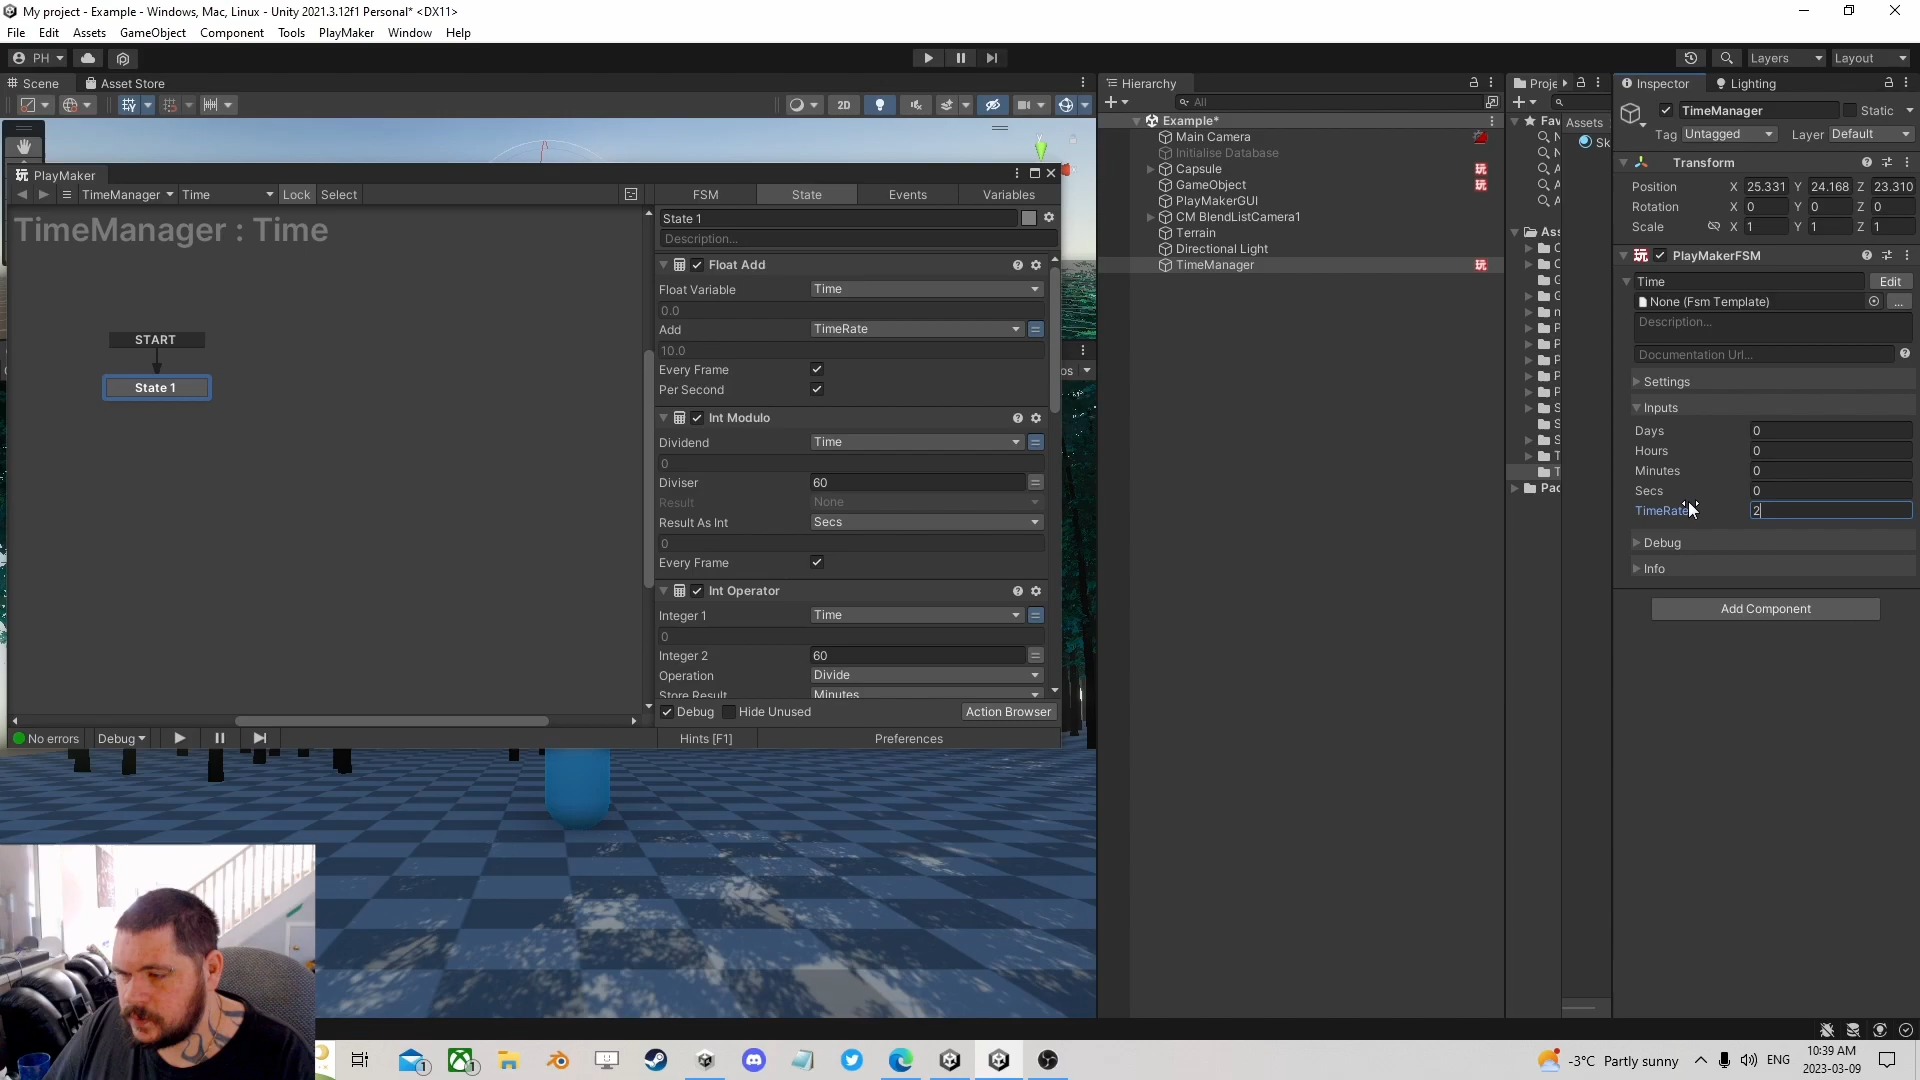 My project - Example - Windows, Mac, Linux - Unity 2021.3.12f1 Personal* <DX11>
File Edit Assets GameObject Component Tools PlayMaker Window Help
PH
Layers
Layout
Scene
Asset Store
2D
Hierarchy
All
Example*
Main Camera
Initialise Database
Capsule
GameObject
PlayMakerGUI
CM BlendListCamera1
Terrain
Directional Light
TimeManager
Proje
Fav
Assets
Sk
Ass
Pac
Inspector
Lighting
TimeManager
Static
Tag Untagged
Layer Default
Transform
Position X 25.331 Y 24.168 Z 23.310
Rotation X 0 Y 0 Z 0
Scale X 1 Y 1 Z 1
PlayMakerFSM
Time
Edit
None (Fsm Template)
...
Description...
Documentation Url...
Settings
Inputs
Days 0
Hours 0
Minutes 0
Secs 0
TimeRate 2
Debug
Info
Add Component
PlayMaker
TimeManager
Time
Lock
Select
TimeManager : Time
START
State 1
FSM State Events Variables
State 1
Description...
Float Add
Float Variable Time
0.0
Add TimeRate
10.0
Every Frame
Per Second
Int Modulo
Dividend Time
0
Diviser 60
Result None
Result As Int Secs
0
Every Frame
Int Operator
Integer 1 Time
0
Integer 2 60
Operation Divide
Store Result Minutes
Debug
Hide Unused
Action Browser
No errors
Debug
Hints [F1]
Preferences
-3°C Partly sunny
ENG
10:39 AM
2023-03-09